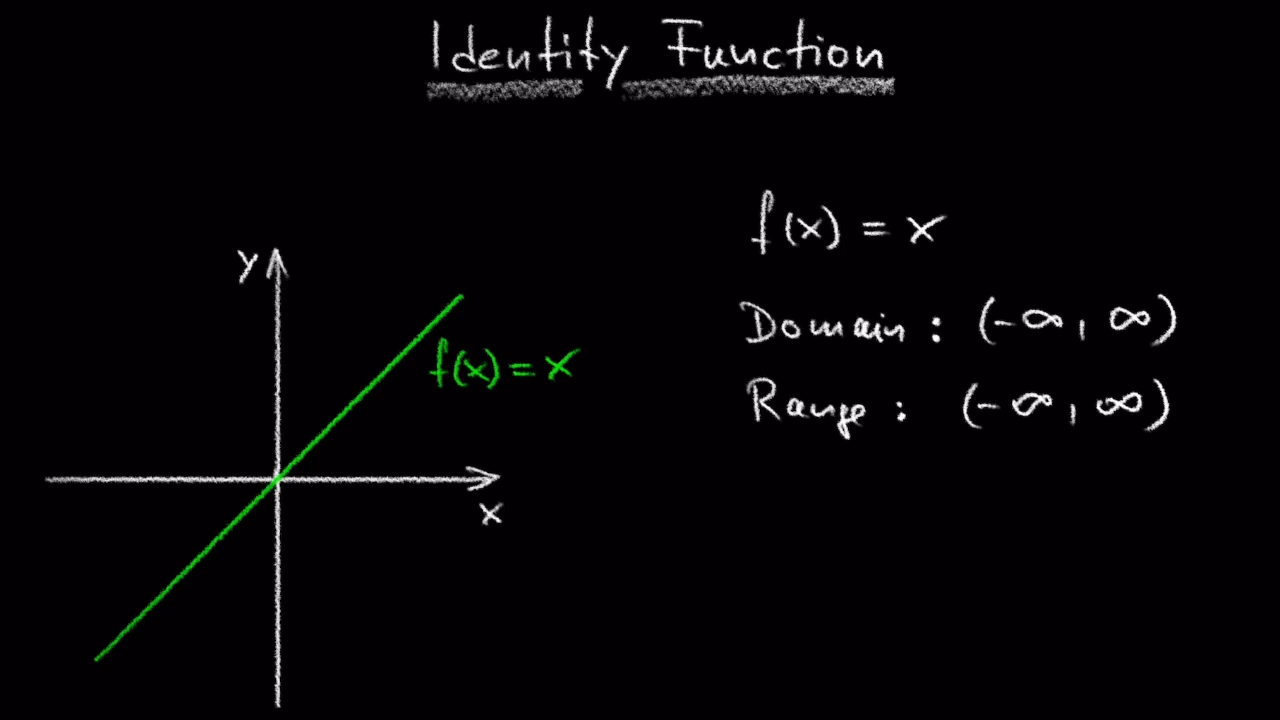 Identity Function
f(x) = x
Domain : (-∞, ∞)
Range : (-∞, ∞)
y
f(x) = x
x